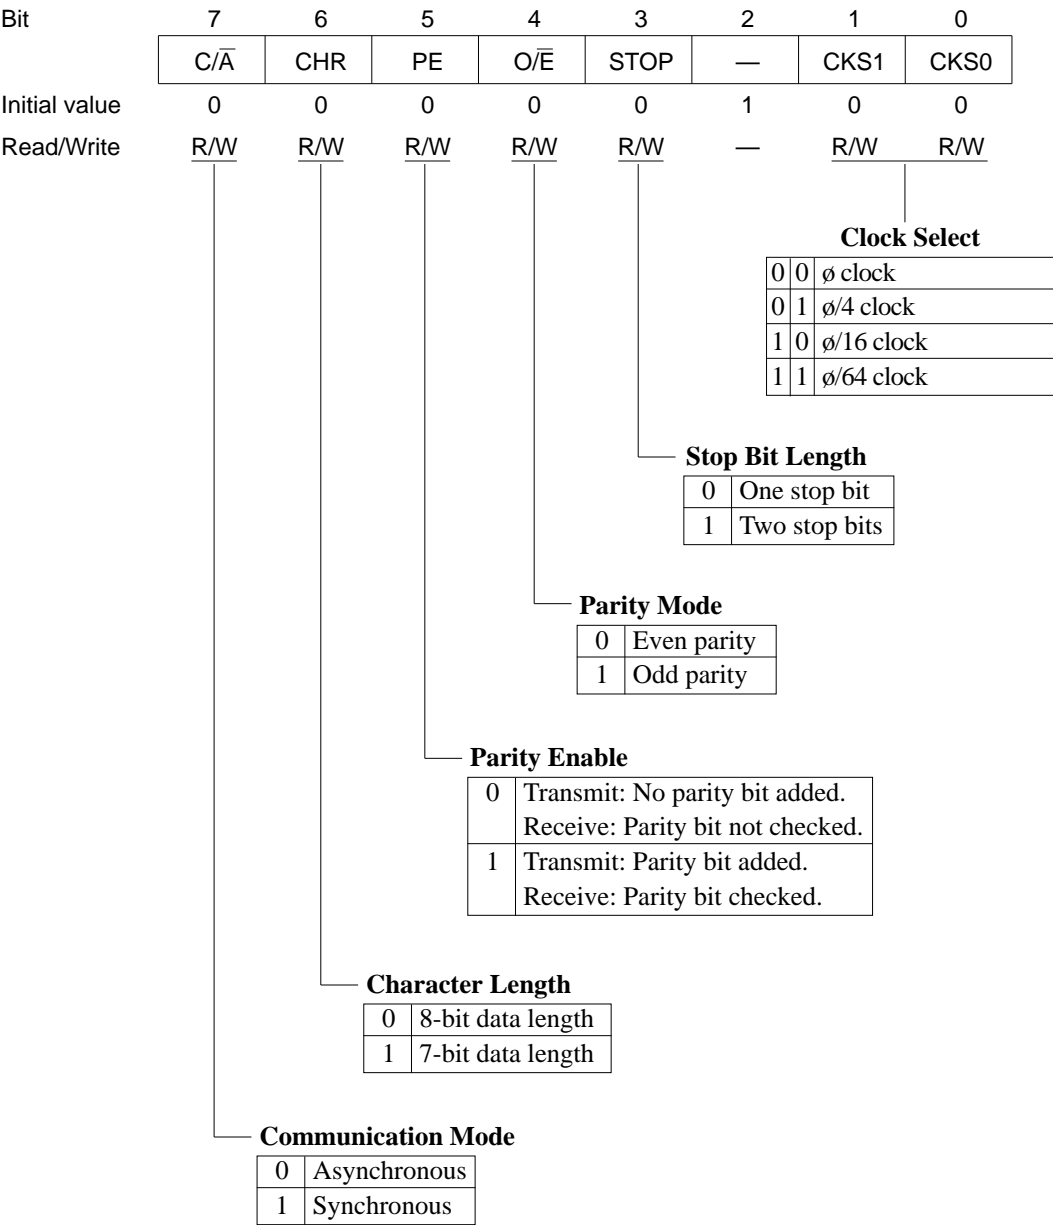 Bit 7 6 5 4 3 2 1 0
C/A̅ CHR PE O/E̅ STOP — CKS1 CKS0
Initial value 0 0 0 0 0 1 0 0
Read/Write R/W R/W R/W R/W R/W — R/W R/W
Clock Select
0 0 ø clock
0 1 ø/4 clock
1 0 ø/16 clock
1 1 ø/64 clock
Stop Bit Length
0 One stop bit
1 Two stop bits
Parity Mode
0 Even parity
1 Odd parity
Parity Enable
0 Transmit: No parity bit added.
Receive: Parity bit not checked.
1 Transmit: Parity bit added.
Receive: Parity bit checked.
Character Length
0 8-bit data length
1 7-bit data length
Communication Mode
0 Asynchronous
1 Synchronous